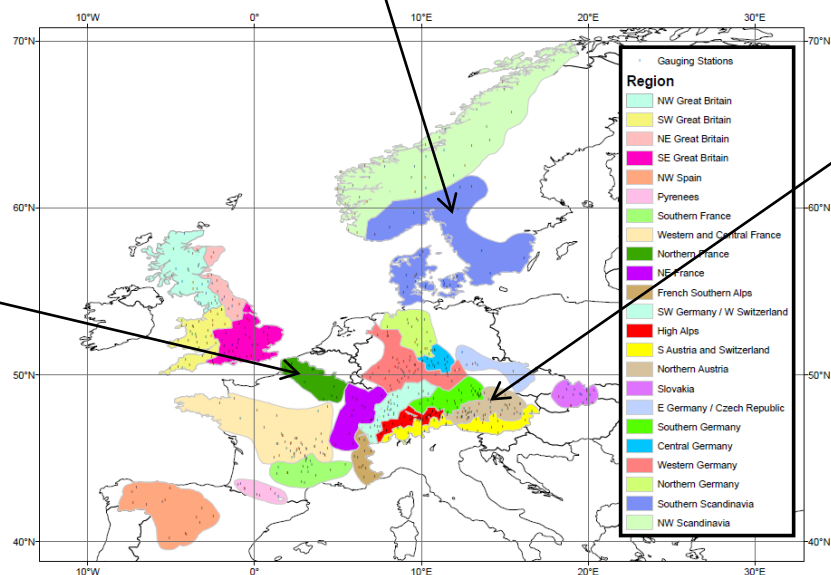 10°W 0° 10°E 20°E 30°E
70°N 70°N
Gauging Stations
Region
NW Great Britain
SW Great Britain
NE Great Britain
SE Great Britain
NW Spain
Pyrenees
Southern France
Western and Central France
Northern France
NE France
French Southern Alps
SW Germany / W Switzerland
High Alps
S Austria and Switzerland
Northern Austria
Slovakia
E Germany / Czech Republic
Southern Germany
Central Germany
Western Germany
Northern Germany
Southern Scandinavia
NW Scandinavia
60°N 60°N
50°N 50°N
40°N 40°N
10°W 0° 10°E 20°E 30°E